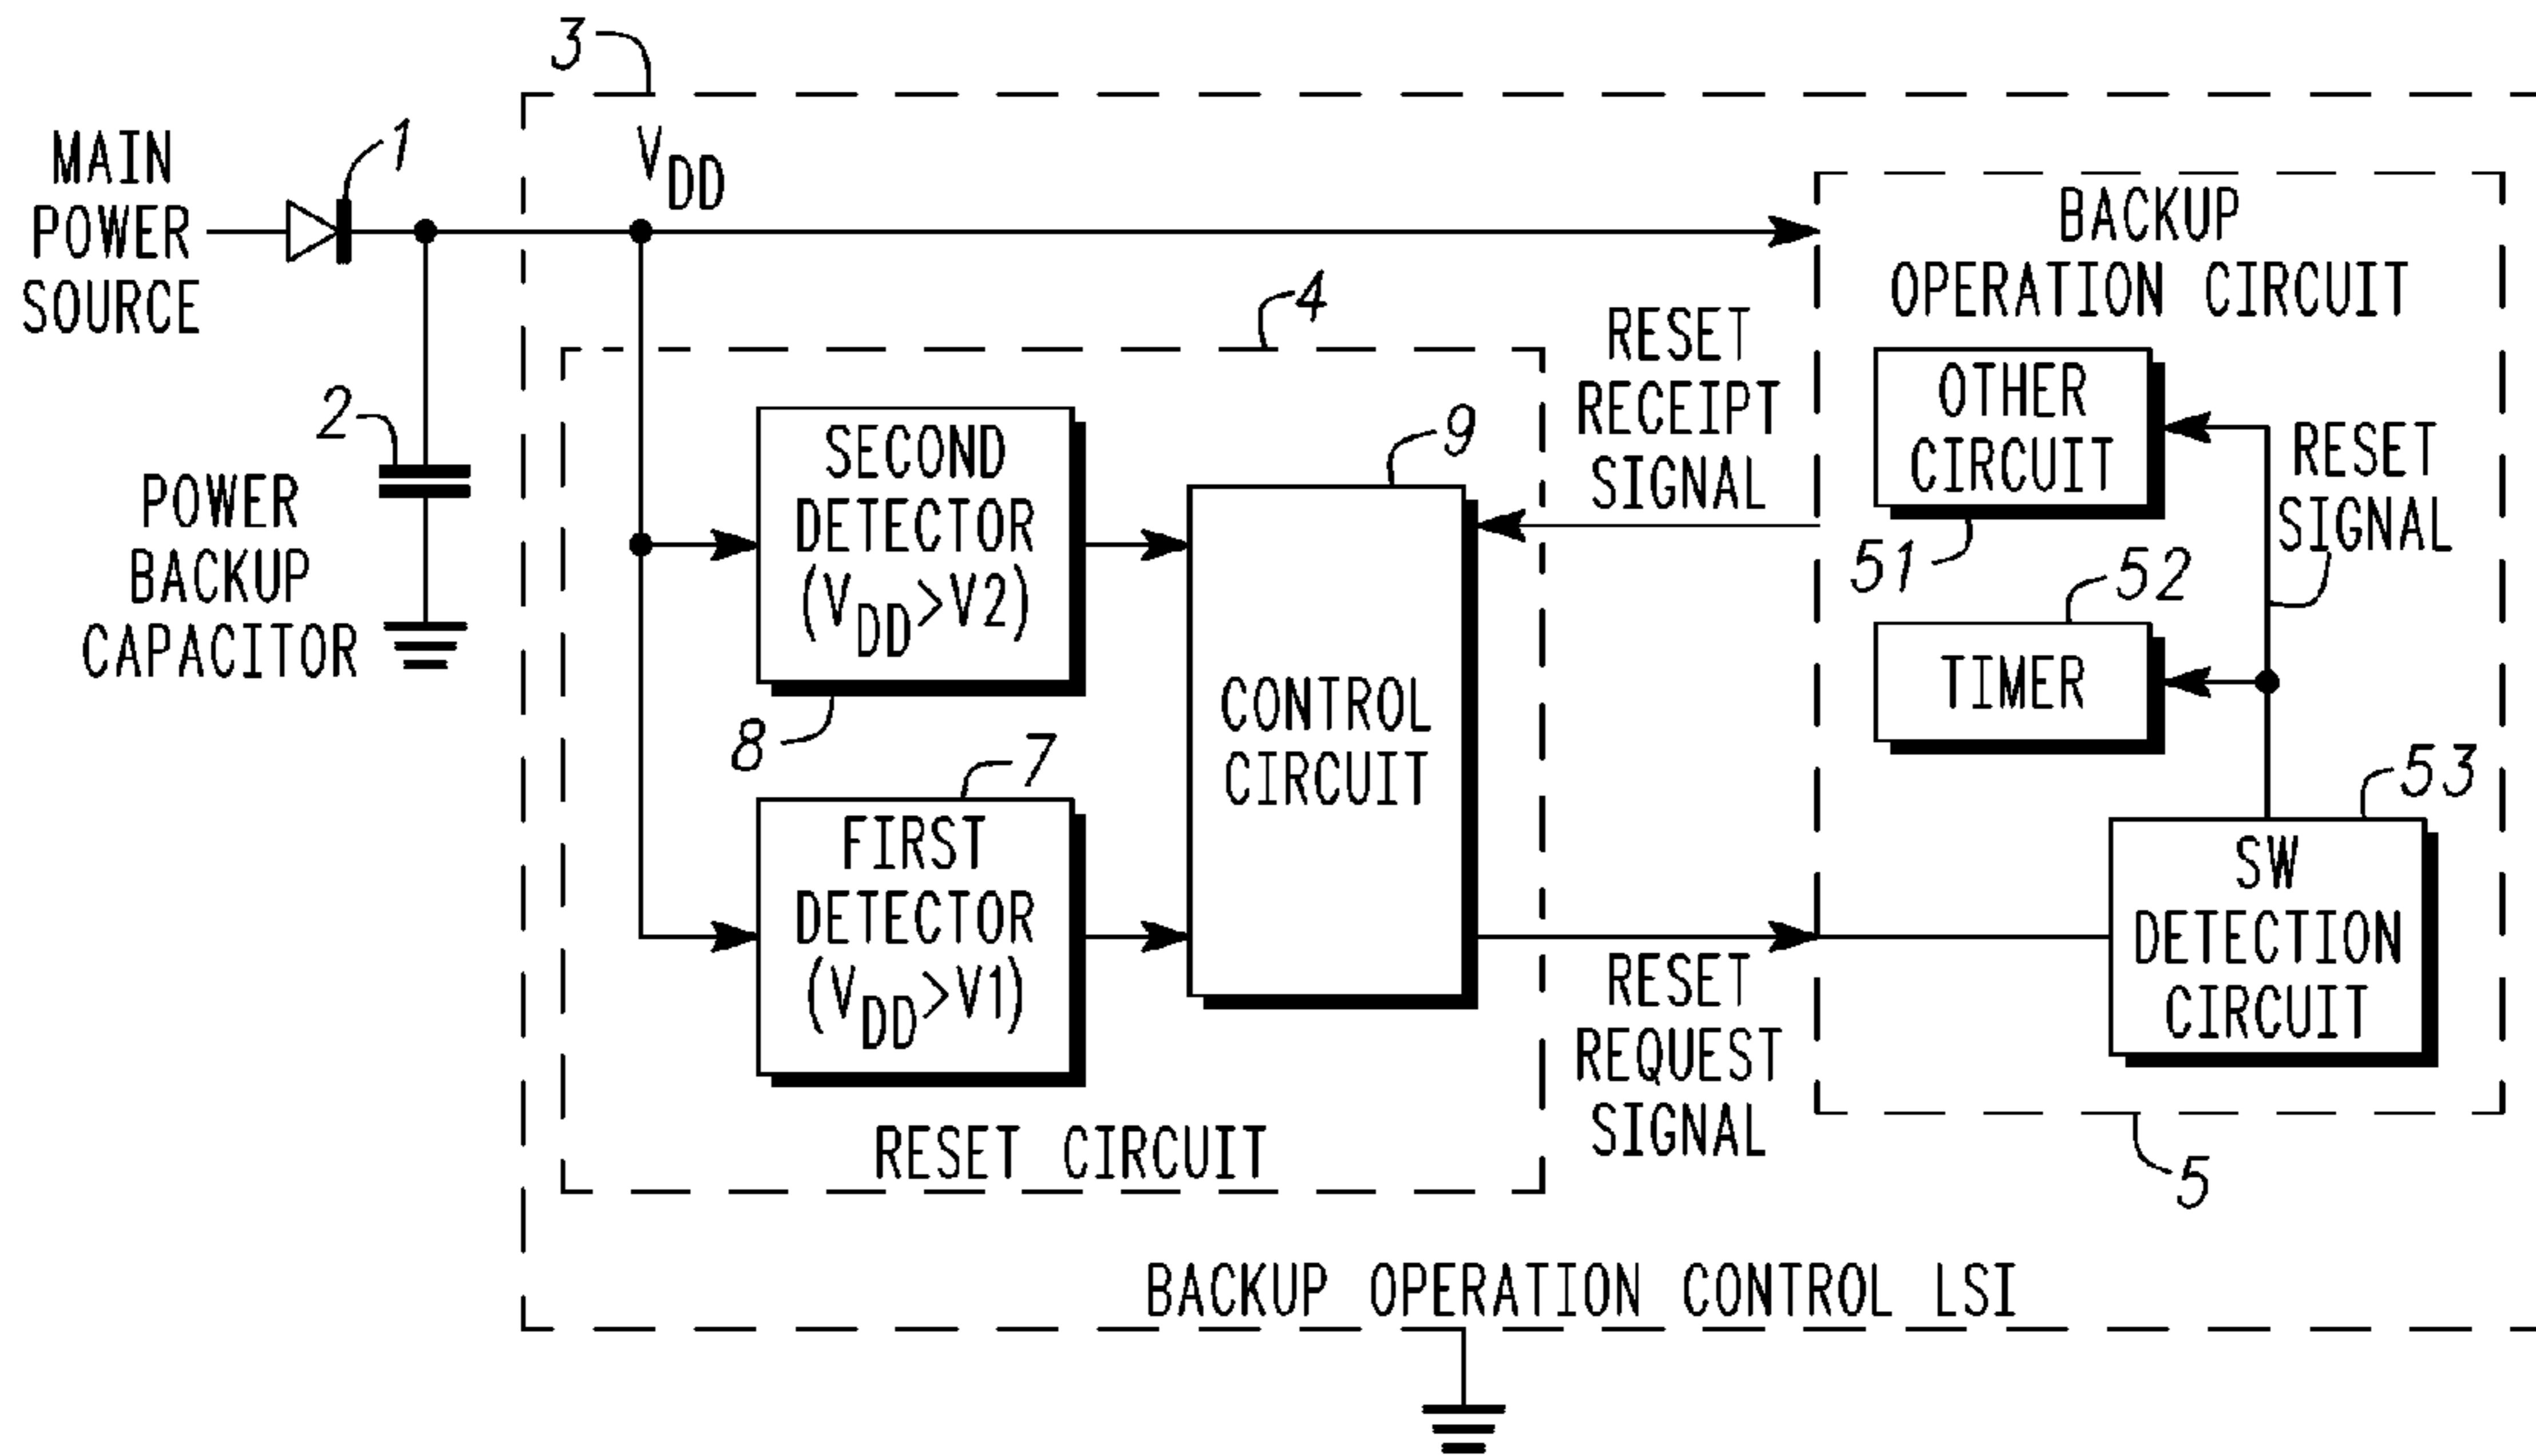 3
MAIN
POWER
SOURCE
1
VDD
2
POWER
BACKUP
CAPACITOR
4
SECOND
DETECTOR
(VDD>V2)
8
7
FIRST
DETECTOR
(VDD>V1)
9
CONTROL
CIRCUIT
RESET CIRCUIT
RESET
RECEIPT
SIGNAL
RESET
REQUEST
SIGNAL
BACKUP
OPERATION CIRCUIT
OTHER
CIRCUIT
51
RESET
SIGNAL
52
TIMER
53
SW
DETECTION
CIRCUIT
5
BACKUP OPERATION CONTROL LSI